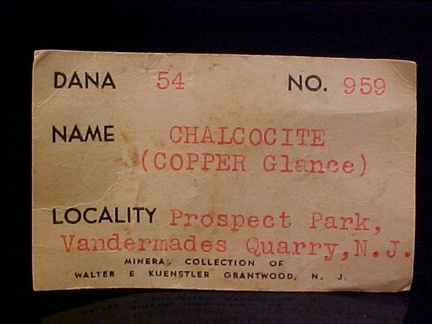 DANA 54 NO. 959
NAME CHALCOCITE
(COPPER Glance)
LOCALITY Prospect Park,
Vandermades Quarry, N.J.
MINERAL COLLECTION OF
WALTER E KUENSTLER GRANTWOOD, N. J.